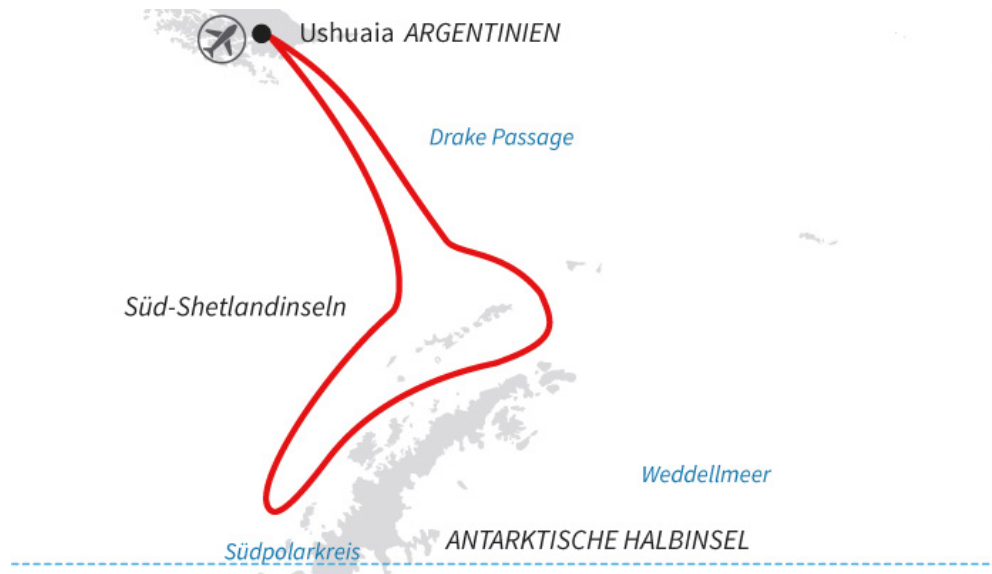 Ushuaia ARGENTINIEN
Drake Passage
Süd-Shetlandinseln
Weddellmeer
ANTARKTISCHE HALBINSEL
Südpolarkreis